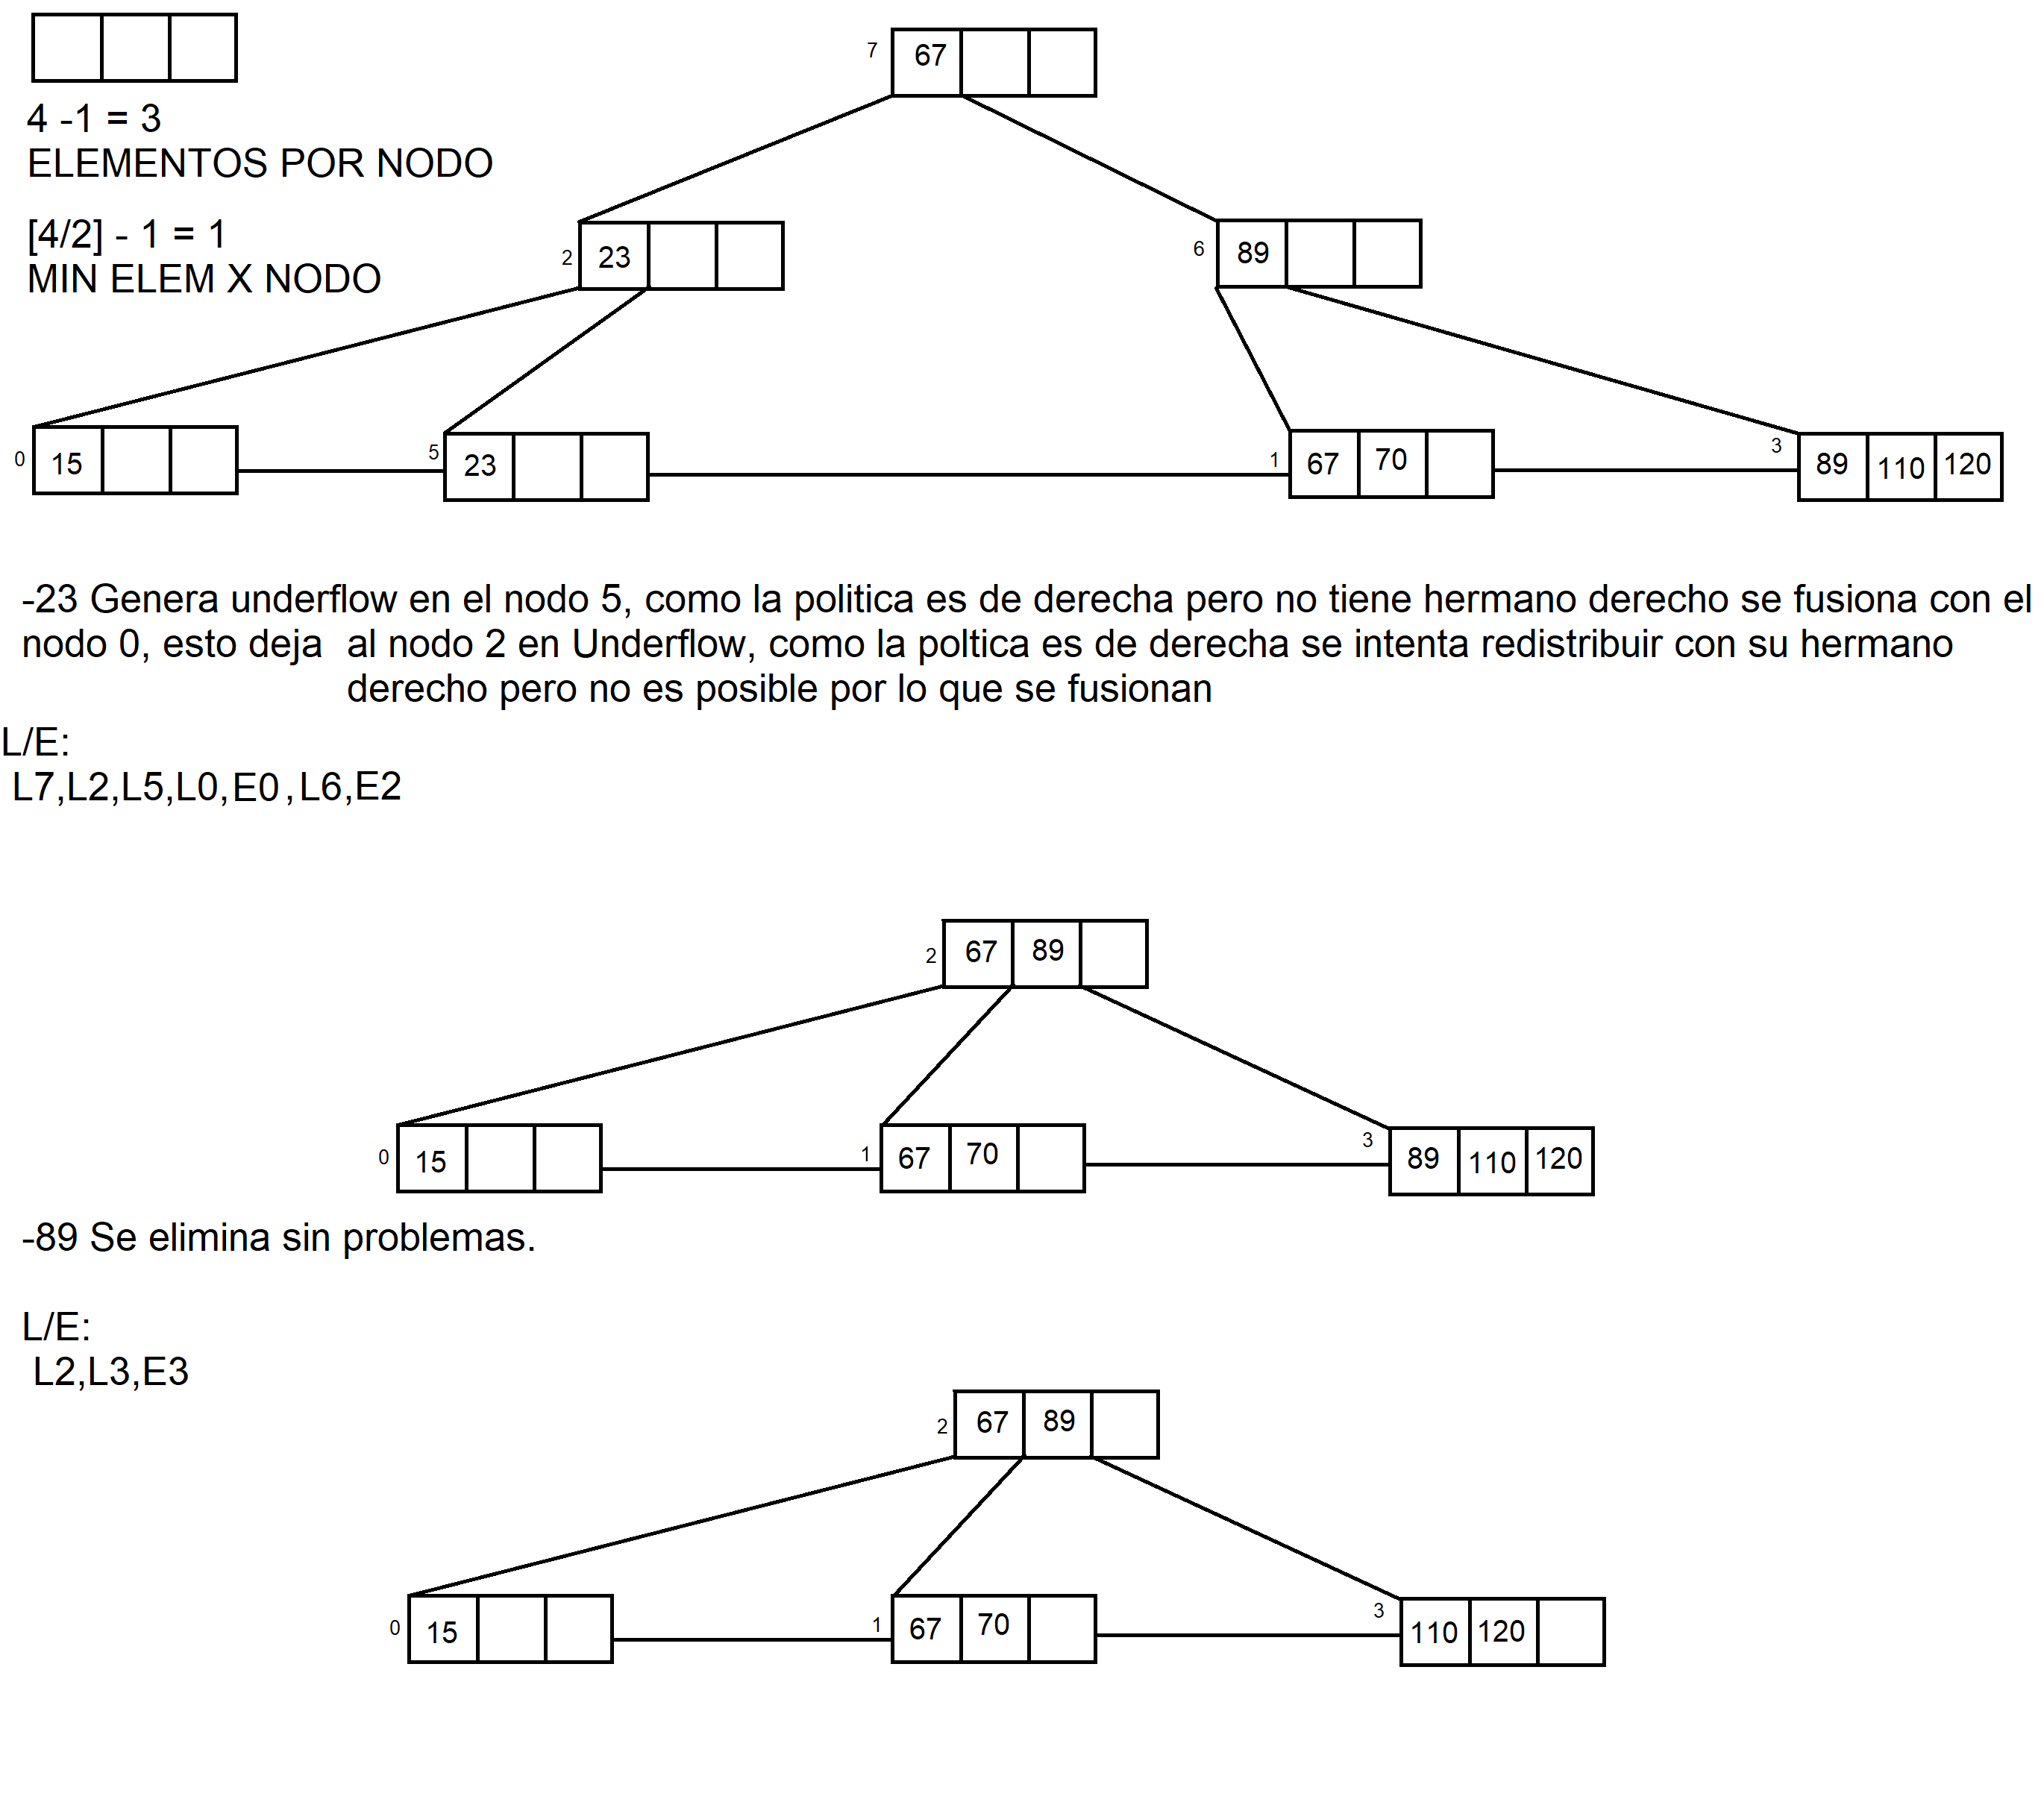 7 67
4 -1 = 3
ELEMENTOS POR NODO
[4/2] - 1 = 1
MIN ELEM X NODO
2 23 6 89
0 15 5 23 1 67 70 3 89 110 120
-23 Genera underflow en el nodo 5, como la politica es de derecha pero no tiene hermano derecho se fusiona con el
nodo 0, esto deja al nodo 2 en Underflow, como la poltica es de derecha se intenta redistribuir con su hermano
derecho pero no es posible por lo que se fusionan
L/E:
L7,L2,L5,L0,E0,L6,E2
2 67 89
0 15 1 67 70 3 89 110 120
-89 Se elimina sin problemas.
L/E:
L2,L3,E3
2 67 89
0 15 1 67 70 3 110 120